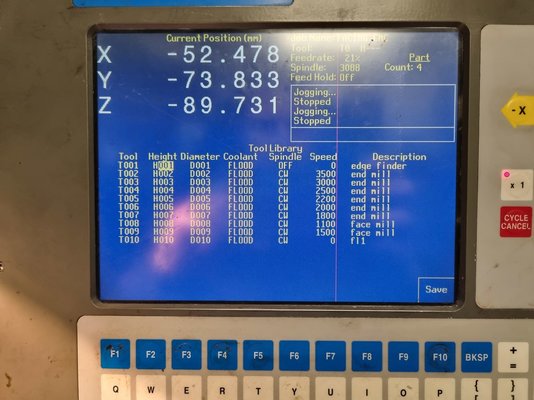 Current Position (mm)
X -52.478
Y -73.833
Z -89.731
Tool: 10 H
Feedrate: 21%
Spindle: 3088
Feed Hold: Off
Part
Count: 4
Jogging...
Stopped
Jogging...
Stopped
Tool Library
Tool Height Diameter Coolant Spindle Speed Description
T001 H001 D001 FLOOD OFF 0 edge finder
T002 H002 D002 FLOOD CW 3500 end mill
T003 H003 D003 FLOOD CW 3000 end mill
T004 H004 D004 FLOOD CW 2500 end mill
T005 H005 D005 FLOOD CW 2200 end mill
T006 H006 D006 FLOOD CW 2000 end mill
T007 H007 D007 FLOOD CW 1800 end mill
T008 H008 D008 FLOOD CW 1100 face mill
T009 H009 D009 FLOOD CW 1500 face mill
T010 H010 D010 FLOOD CW 0 fl1
Save
-X
x 1
CYCLE
CANCEL
F1 F2 F3 F4 F5 F6 F7 F8 F9 F10 BKSP + =
Q W E R T Y U I O P { }